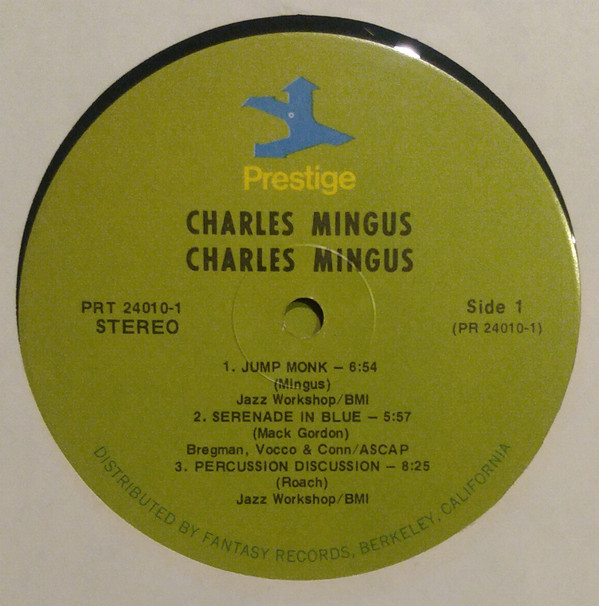 Prestige
CHARLES MINGUS
CHARLES MINGUS
PRT 24010-1
STEREO
Side 1
(PR 24010-1)
1. JUMP MONK — 6:54
(Mingus)
Jazz Workshop/BMI
2. SERENADE IN BLUE — 5:57
(Mack Gordon)
Bregman, Vocco & Conn/ASCAP
3. PERCUSSION DISCUSSION — 8:25
(Roach)
Jazz Workshop/BMI
DISTRIBUTED BY FANTASY RECORDS, BERKELEY, CALIFORNIA